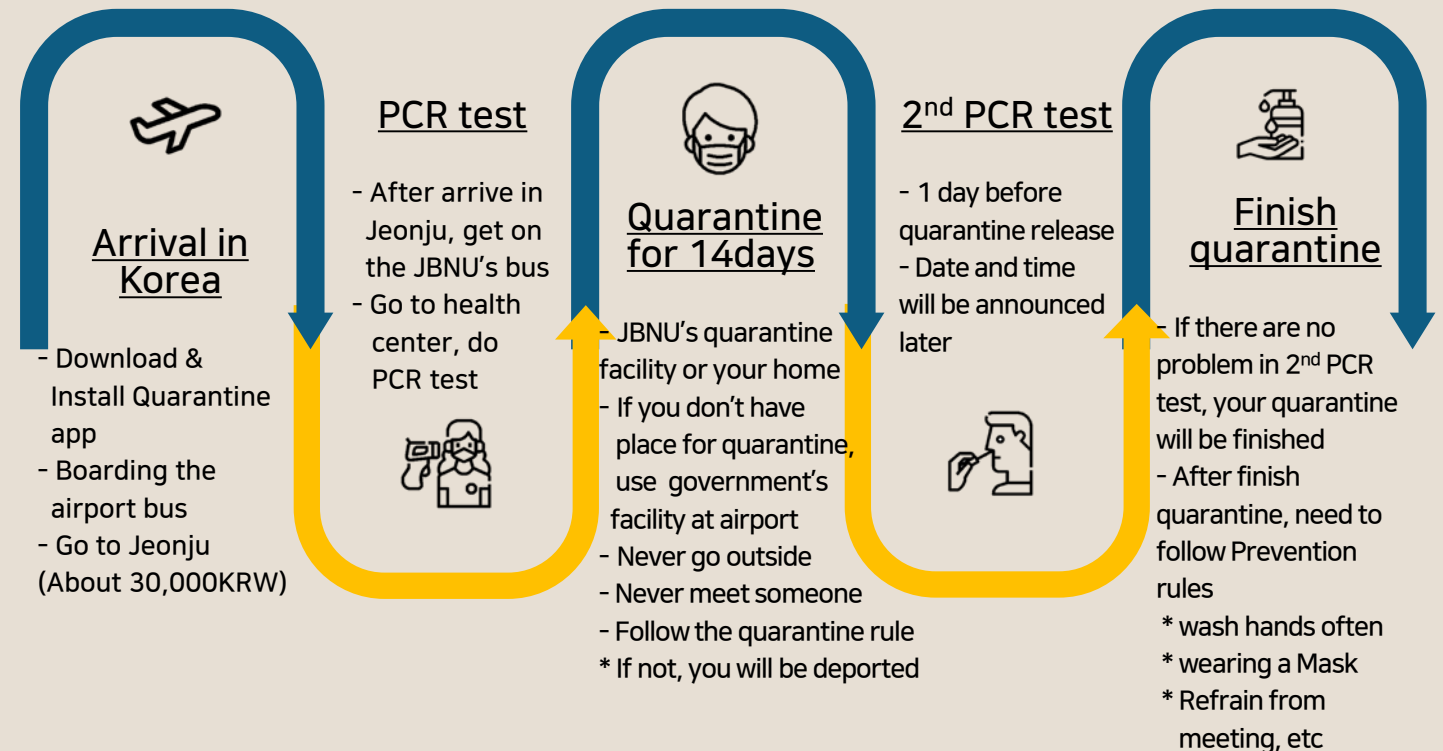 Arrival in
Korea
- Download &
Install Quarantine
app
- Boarding the
airport bus
- Go to Jeonju
(About 30,000KRW)
PCR test
- After arrive in
Jeonju, get on
the JBNU's bus
- Go to health
center, do
PCR test
Quarantine
for 14days
- JBNU's quarantine
facility or your home
- If you don't have
place for quarantine,
use government's
facility at airport
- Never go outside
- Never meet someone
- Follow the quarantine rule
* If not, you will be deported
2nd PCR test
- 1 day before
quarantine release
- Date and time
will be announced
later
Finish
quarantine
- If there are no
problem in 2nd PCR
test, your quarantine
will be finished
- After finish
quarantine, need to
follow Prevention
rules
* wash hands often
* wearing a Mask
* Refrain from
meeting, etc